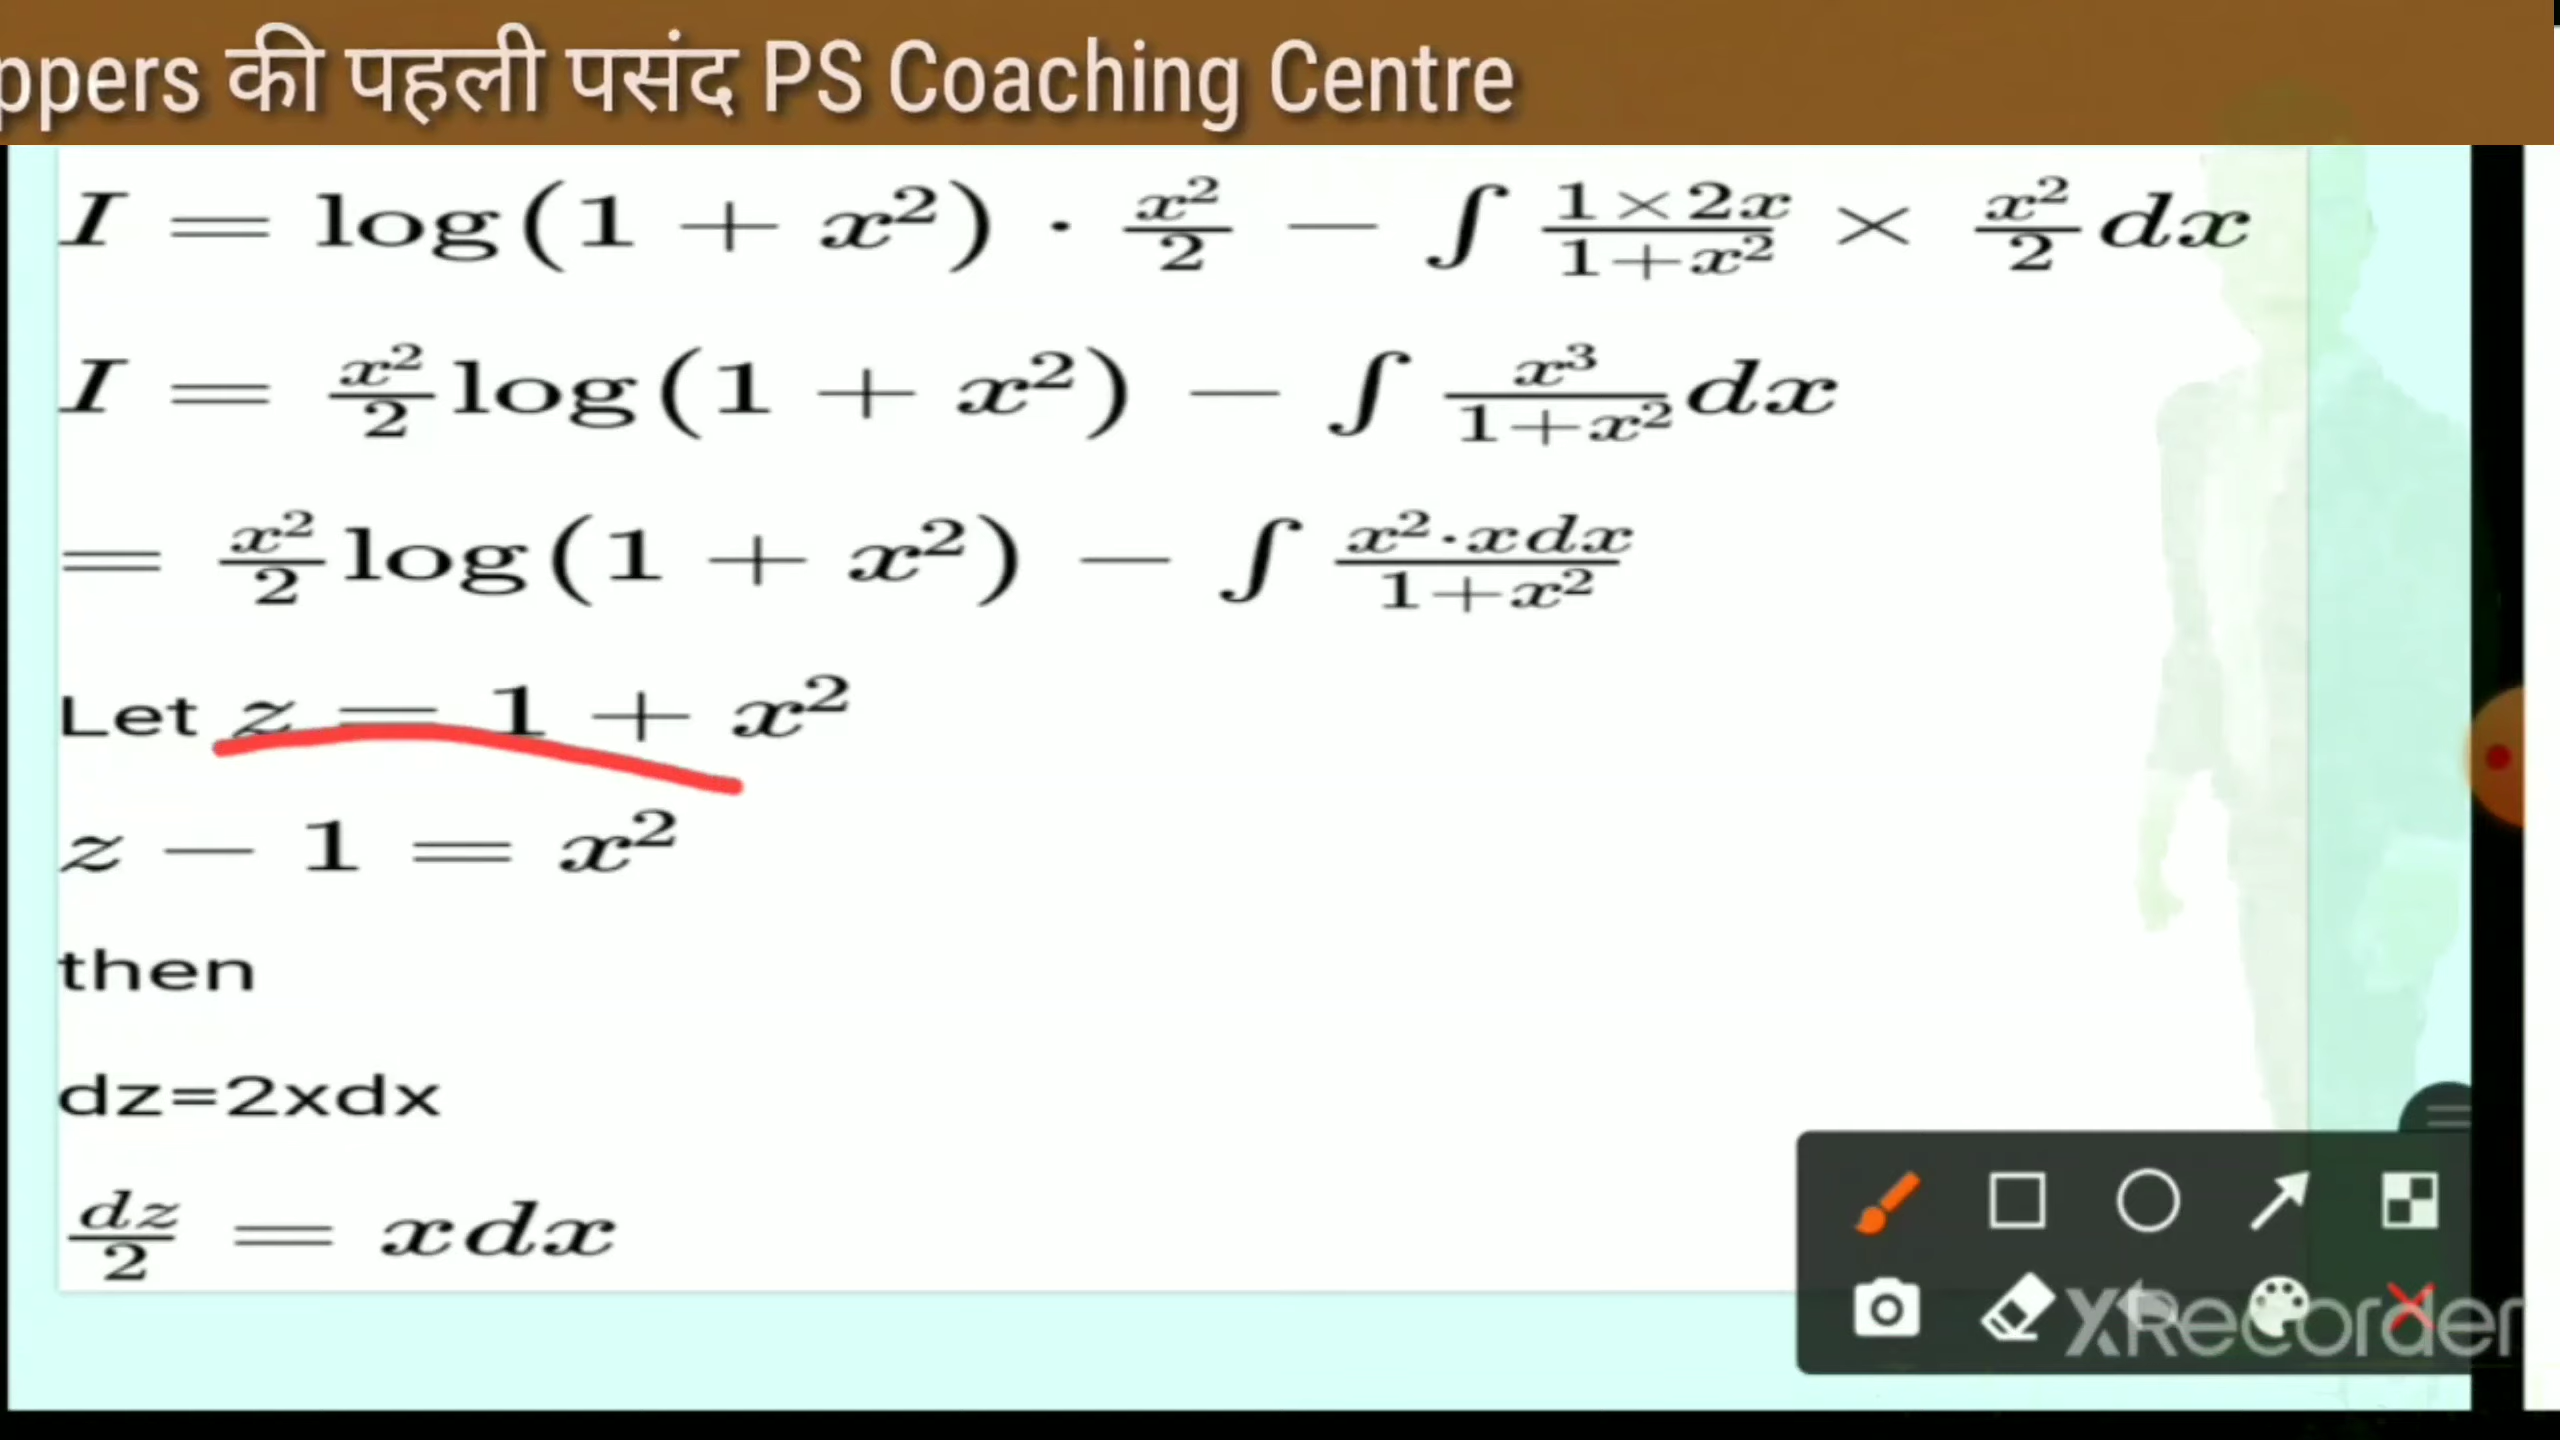 ppers की पहली पसंद PS Coaching Centre
I = log(1 + x²) · x²/2 − ∫ 1×2x/1+x² × x²/2 dx
I = x²/2 log(1 + x²) − ∫ x³/1+x² dx
= x²/2 log(1 + x²) − ∫ x²·xdx/1+x²
Let z = 1 + x²
z − 1 = x²
then
dz=2xdx
dz/2 = xdx
XRecorder